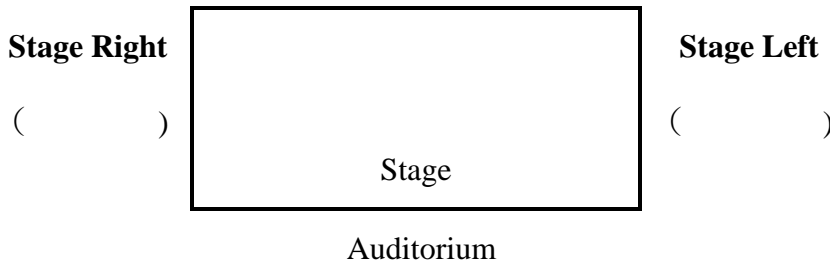 Stage Right Stage Left
（ ) （ )
Stage
Auditorium